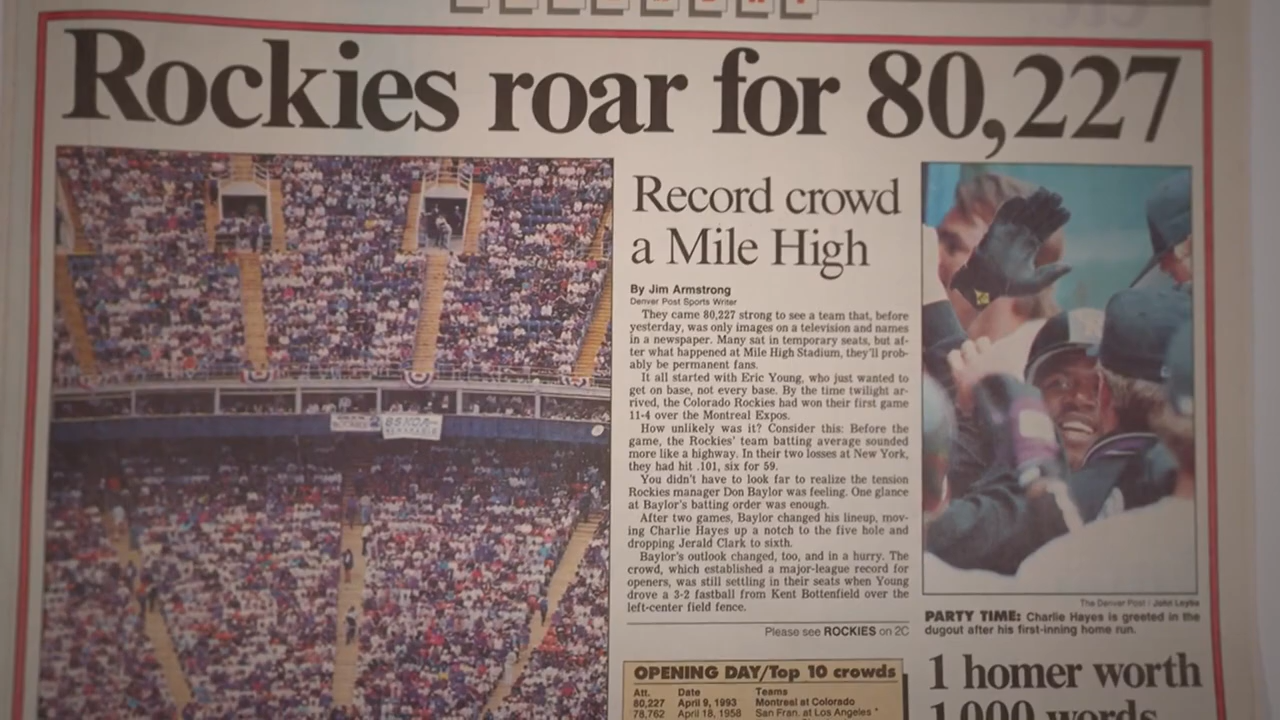 Rockies roar for 80,227
Record crowd
a Mile High
By Jim Armstrong
Denver Post Sports Writer
They came 80,227 strong to see a team that, before
yesterday, was only images on a television and names
in a newspaper. Many sat in temporary seats, but af-
ter what happened at Mile High Stadium, they'll prob-
ably be permanent fans.
It all started with Eric Young, who just wanted to
get on base, not every base. By the time twilight ar-
rived, the Colorado Rockies had won their first game
11-4 over the Montreal Expos.
How unlikely was it? Consider this: Before the
game, the Rockies' team batting average sounded
more like a highway. In their two losses at New York,
they had hit .101, six for 59.
You didn't have to look far to realize the tension
Rockies manager Don Baylor was feeling. One glance
at Baylor's batting order was enough.
After two games, Baylor changed his lineup, mov-
ing Charlie Hayes up a notch to the five hole and
dropping Jerald Clark to sixth.
Baylor's outlook changed, too, and in a hurry. The
crowd, which established a major-league record for
openers, was still settling in their seats when Young
drove a 3-2 fastball from Kent Bottenfield over the
left-center field fence.
Please see ROCKIES on 2C
The Denver Post / John Leyba
PARTY TIME: Charlie Hayes is greeted in the
dugout after his first-inning home run.
OPENING DAY/Top 10 crowds
Att. Date Teams
80,227 April 9, 1993 Montreal at Colorado
78,762 April 18, 1958 San Fran. at Los Angeles *
1 homer worth
1,000 words